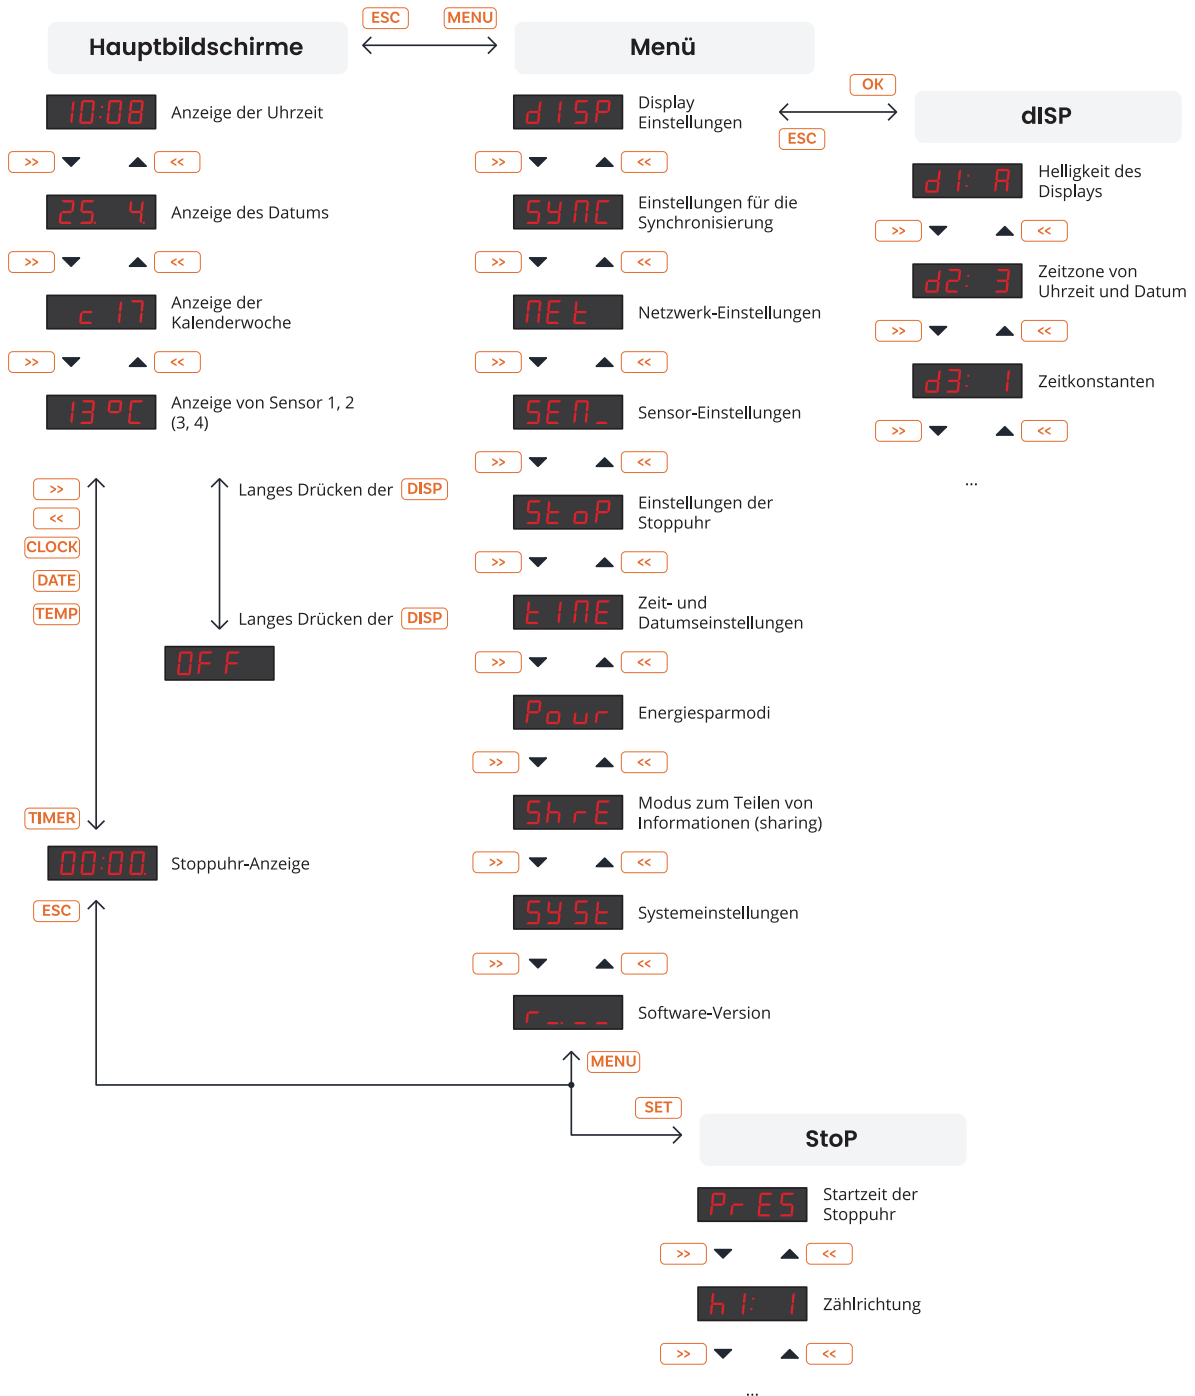 ESC MENU
Hauptbildschirme
Menü
10:08 Anzeige der Uhrzeit
>> <<
25. 4. Anzeige des Datums
>> <<
c 17 Anzeige der
Kalenderwoche
>> <<
13 °C Anzeige von Sensor 1, 2
(3, 4)
>>
<<
CLOCK
DATE
TEMP
Langes Drücken der DISP
Langes Drücken der DISP
OFF
TIMER
00:00. Stoppuhr-Anzeige
ESC
dISP Display
Einstellungen
>> <<
SYNC Einstellungen für die
Synchronisierung
>> <<
NEt Netzwerk-Einstellungen
>> <<
SEN_ Sensor-Einstellungen
>> <<
StoP Einstellungen der
Stoppuhr
>> <<
tINE Zeit- und
Datumseinstellungen
>> <<
Pour Energiesparmodi
>> <<
ShrE Modus zum Teilen von
Informationen (sharing)
>> <<
SYSt Systemeinstellungen
>> <<
r _._ _ Software-Version
MENU
SET
OK
ESC
dISP
d1: A Helligkeit des
Displays
>> <<
d2: 3 Zeitzone von
Uhrzeit und Datum
>> <<
d3: 1 Zeitkonstanten
>> <<
...
StoP
PrES Startzeit der
Stoppuhr
>> <<
h1: 1 Zählrichtung
>> <<
...